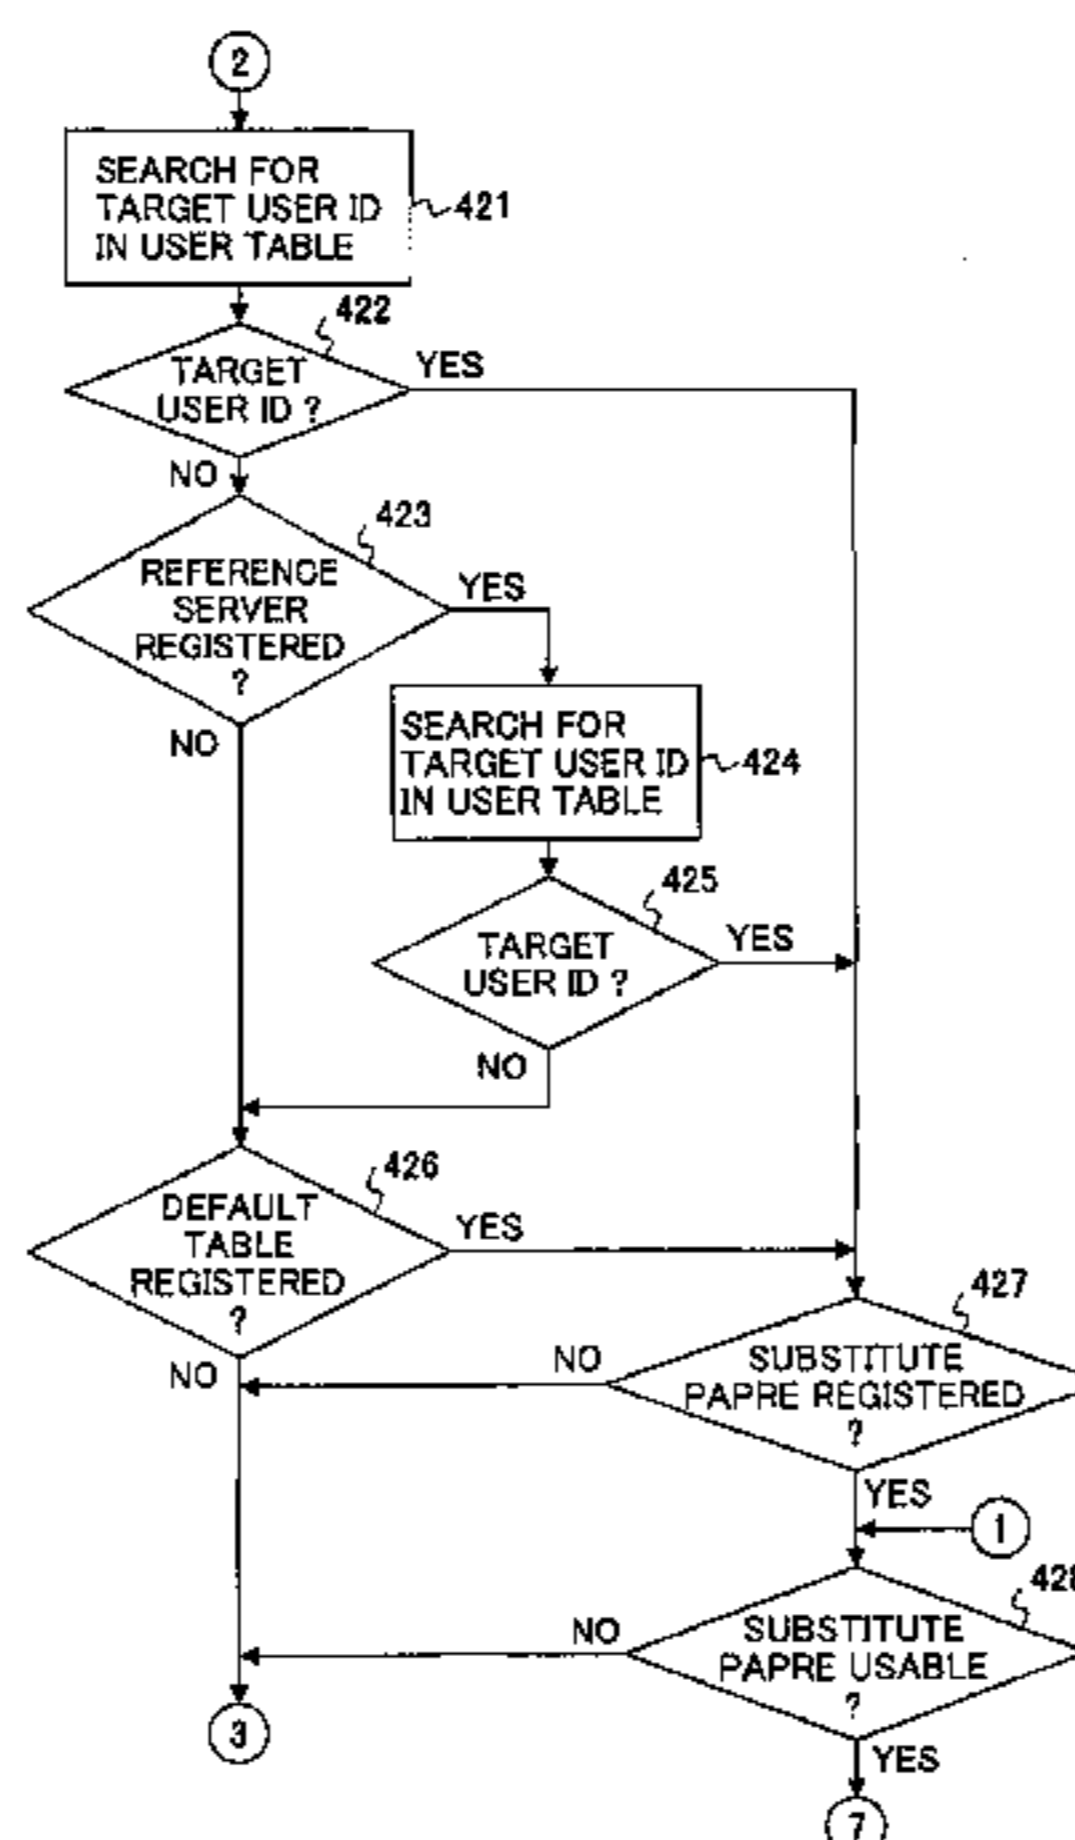 2
SEARCH FOR
TARGET USER ID
IN USER TABLE
421
422
TARGET
USER ID ?
YES
NO
423
REFERENCE
SERVER
REGISTERED
?
YES
NO
SEARCH FOR
TARGET USER ID
IN USER TABLE
424
425
TARGET
USER ID ?
YES
NO
426
DEFAULT
TABLE
REGISTERED
?
YES
NO
427
SUBSTITUTE
PAPRE REGISTERED
?
NO
YES
1
428
SUBSTITUTE
PAPRE USABLE
?
NO
YES
3
7